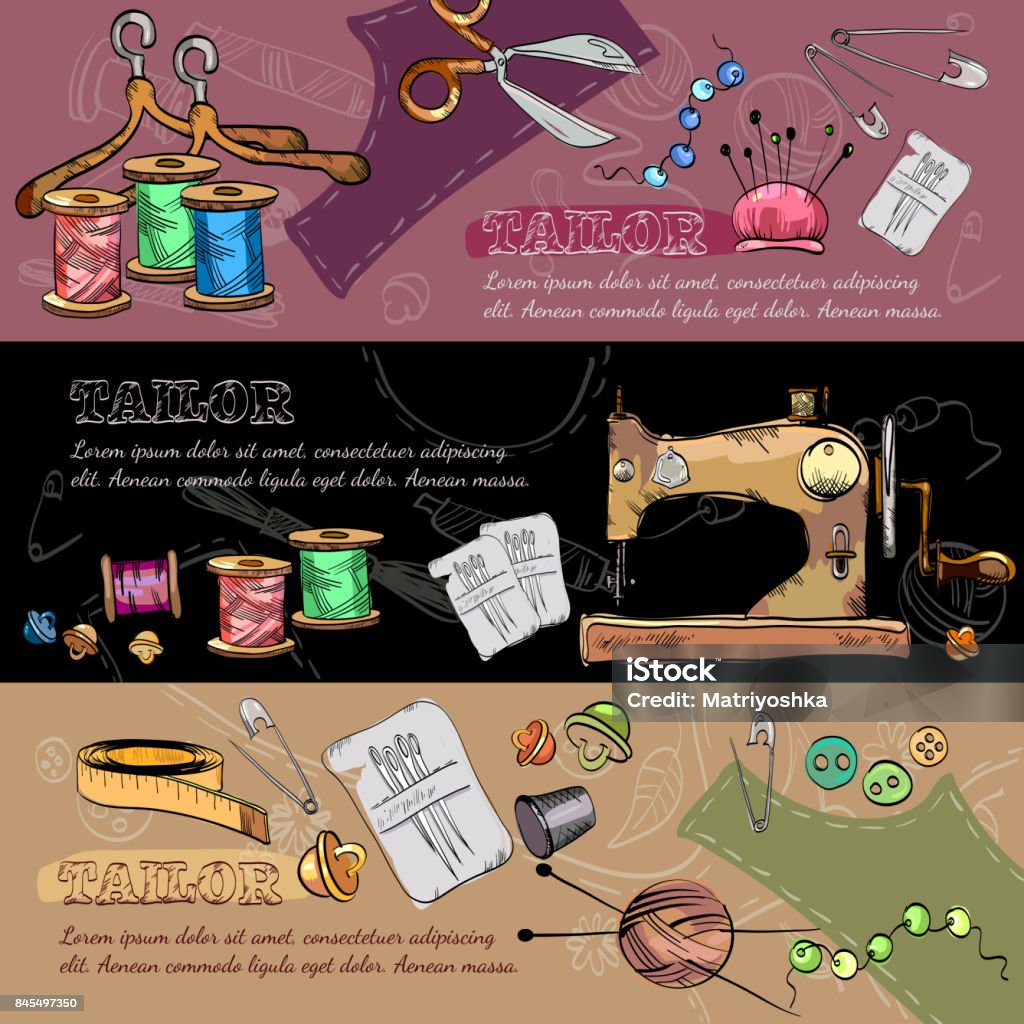 TAILOR
Lorem ipsum dolor sit amet, consectetuer adipiscing
elit. Aenean commodo ligula eget dolor. Aenean massa.
TAILOR
Lorem ipsum dolor sit amet, consectetuer adipiscing
elit. Aenean commodo ligula eget dolor. Aenean massa.
iStock™
Credit: Matriyoshka
TAILOR
Lorem ipsum dolor sit amet, consectetuer adipiscing
elit. Aenean commodo ligula eget dolor. Aenean massa.
845497350